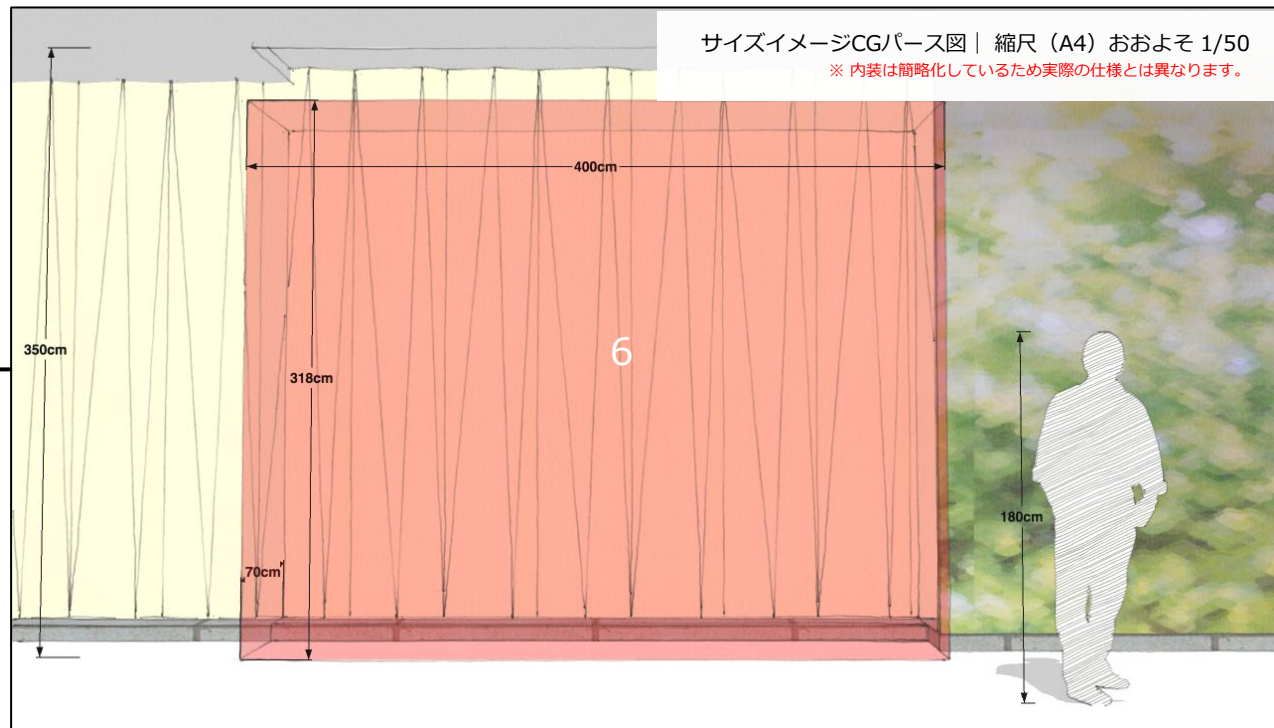 サイズイメージCGパース図｜ 縮尺（A4）おおよそ 1/50
※ 内装は簡略化しているため実際の仕様とは異なります。
400cm
350cm
318cm
6
180cm
70cm